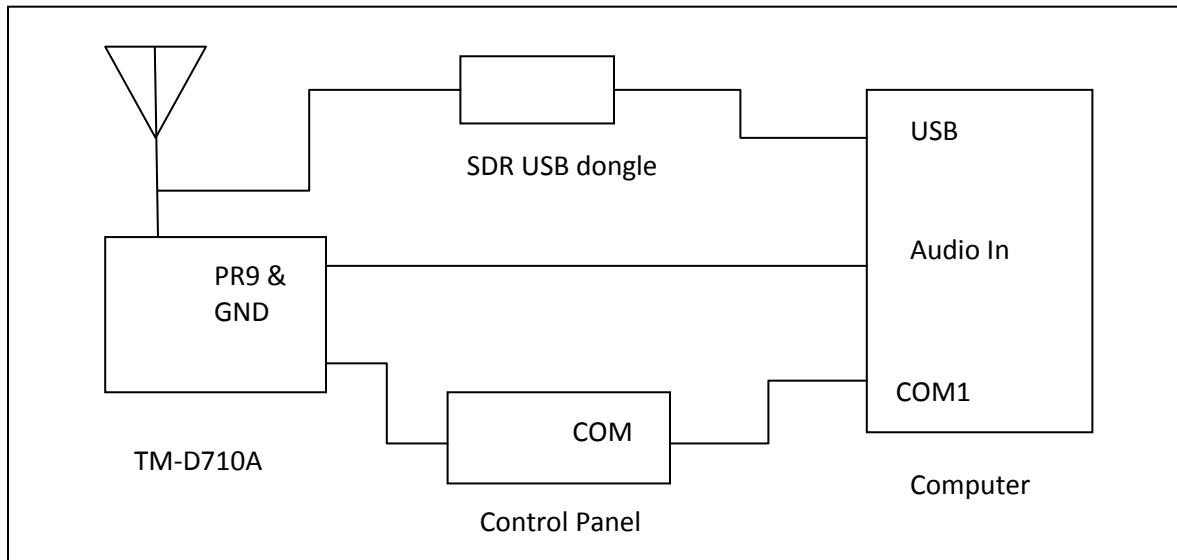 USB
SDR USB dongle
Audio In
PR9 &
GND
COM1
COM
TM-D710A
Computer
Control Panel